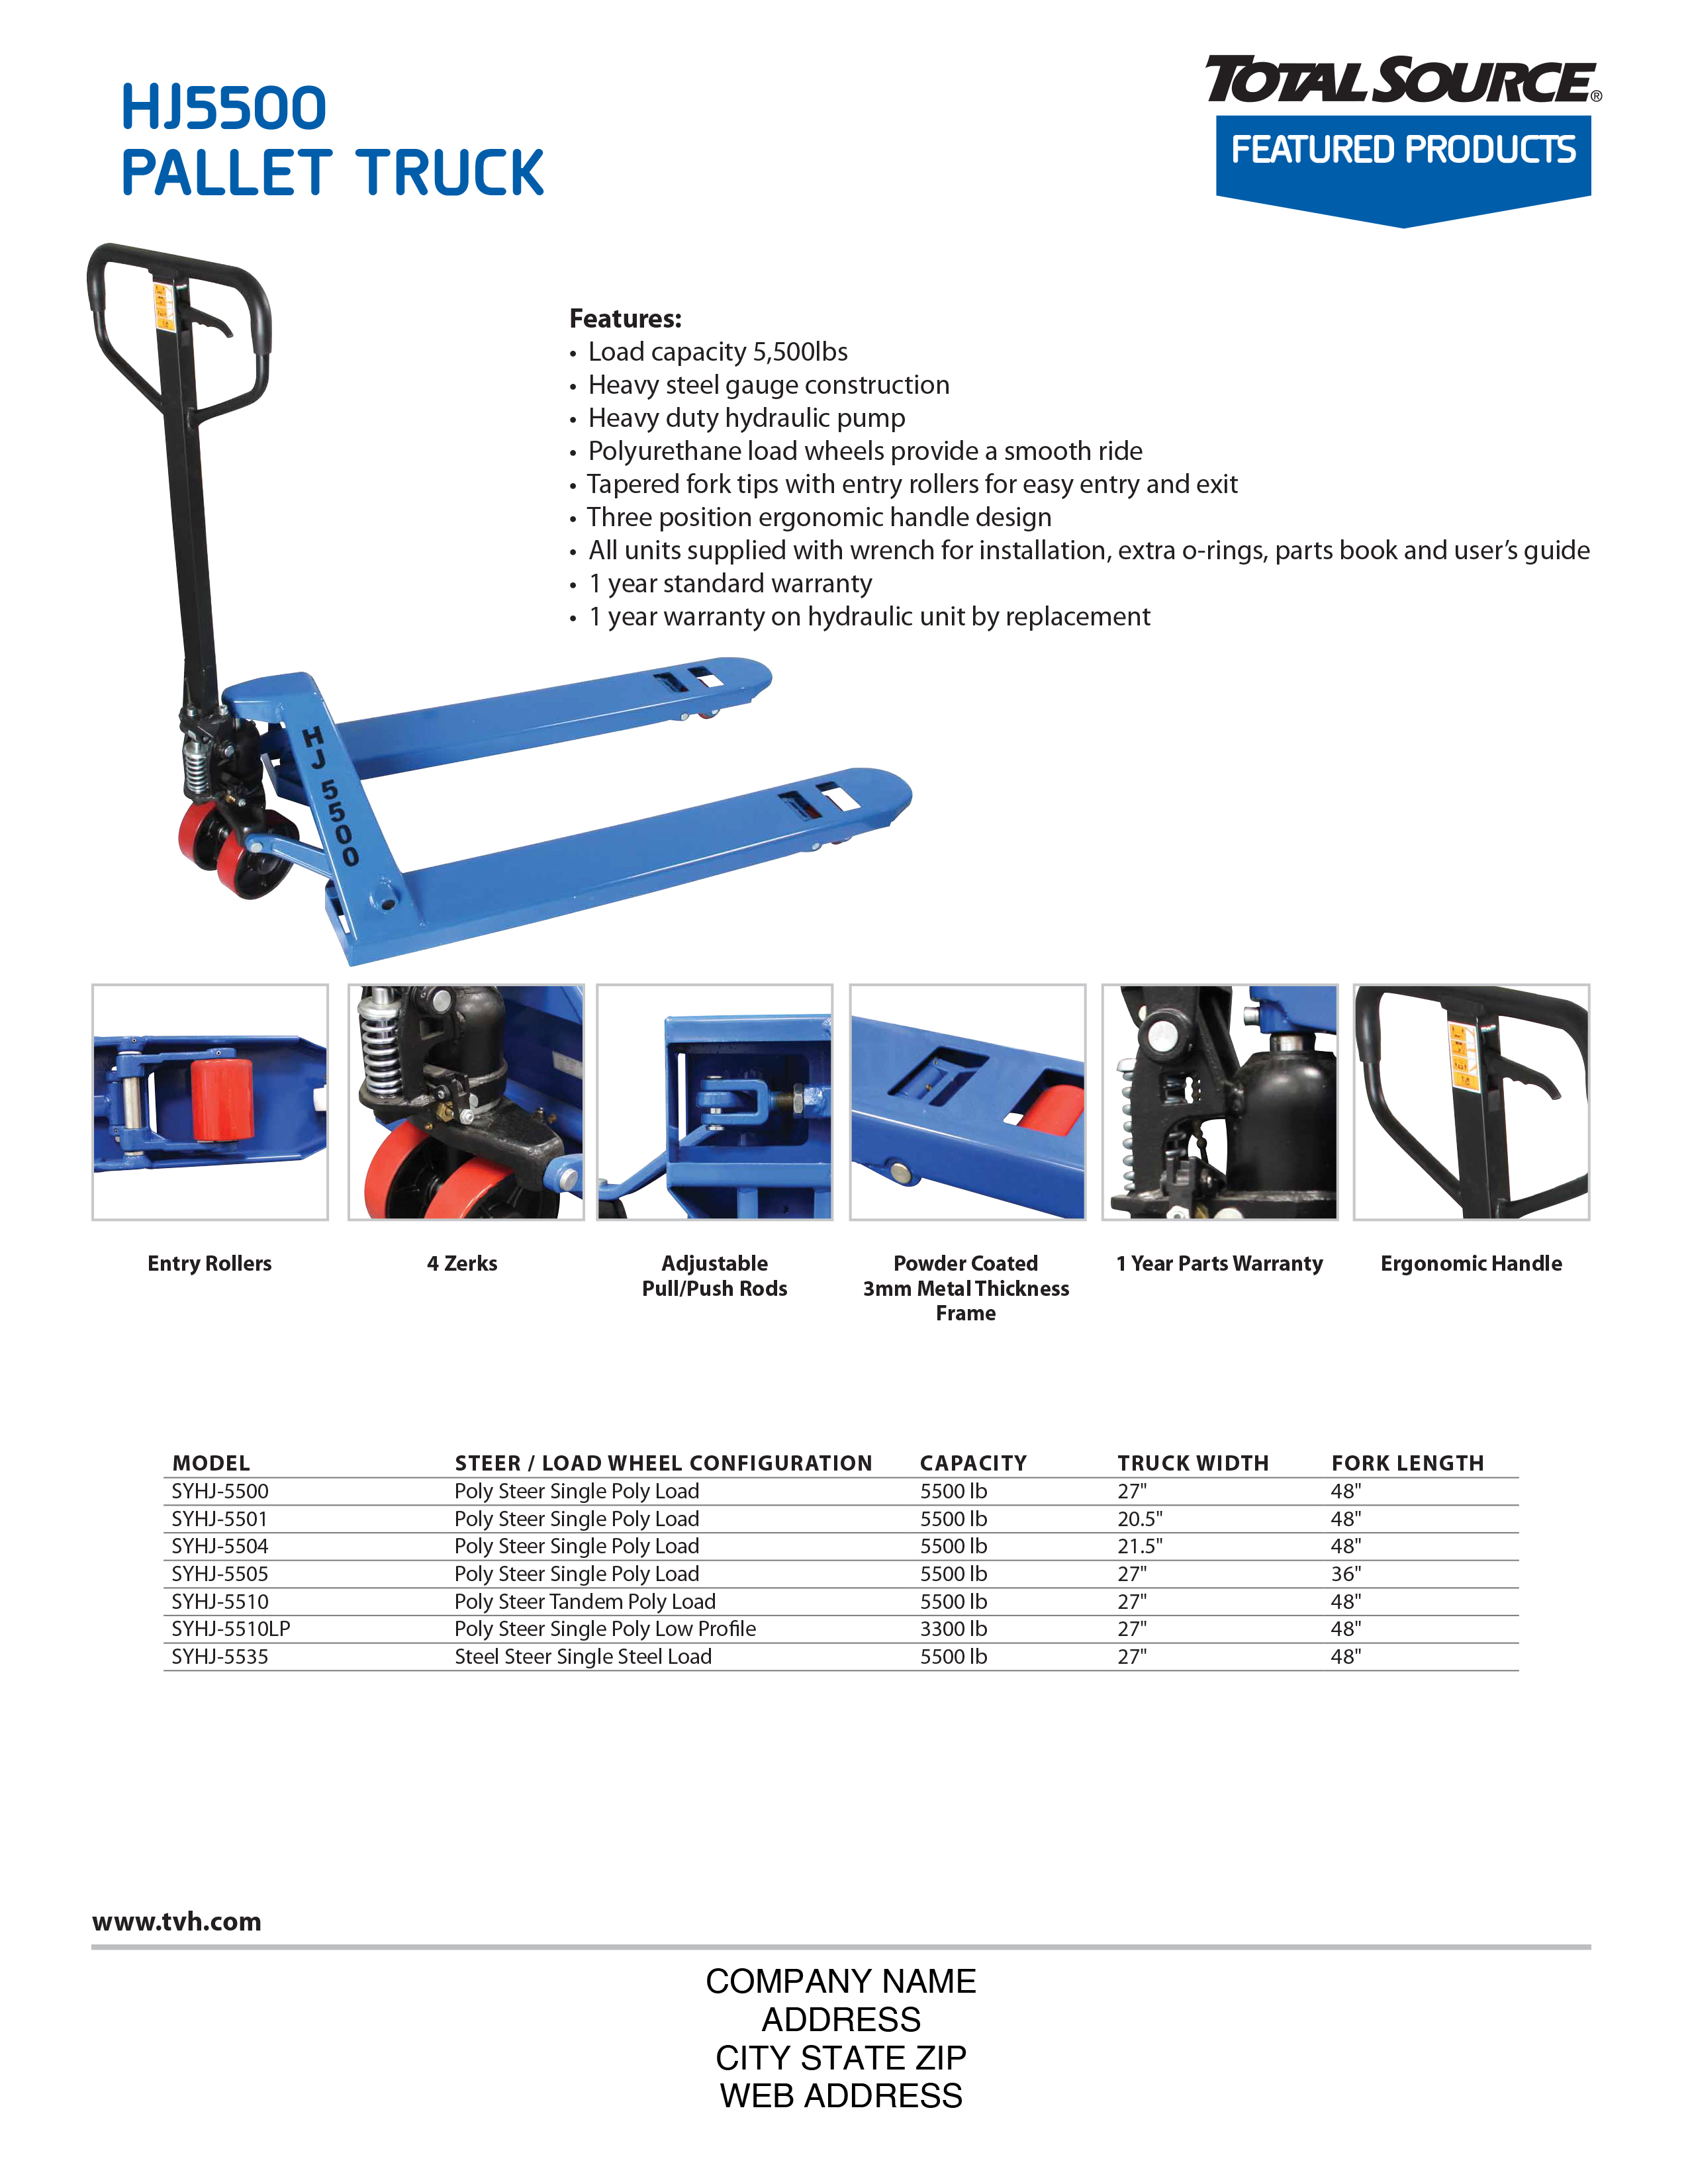 HJ5500
PALLET TRUCK
TOTAL SOURCE®
FEATURED PRODUCTS
Features:
• Load capacity 5,500lbs
• Heavy steel gauge construction
• Heavy duty hydraulic pump
• Polyurethane load wheels provide a smooth ride
• Tapered fork tips with entry rollers for easy entry and exit
• Three position ergonomic handle design
• All units supplied with wrench for installation, extra o-rings, parts book and user’s guide
• 1 year standard warranty
• 1 year warranty on hydraulic unit by replacement
HJ 5500
Entry Rollers
4 Zerks
Adjustable
Pull/Push Rods
Powder Coated
3mm Metal Thickness
Frame
1 Year Parts Warranty
Ergonomic Handle
MODEL STEER / LOAD WHEEL CONFIGURATION CAPACITY TRUCK WIDTH FORK LENGTH
SYHJ-5500 Poly Steer Single Poly Load 5500 lb 27" 48"
SYHJ-5501 Poly Steer Single Poly Load 5500 lb 20.5" 48"
SYHJ-5504 Poly Steer Single Poly Load 5500 lb 21.5" 48"
SYHJ-5505 Poly Steer Single Poly Load 5500 lb 27" 36"
SYHJ-5510 Poly Steer Tandem Poly Load 5500 lb 27" 48"
SYHJ-5510LP Poly Steer Single Poly Low Profile 3300 lb 27" 48"
SYHJ-5535 Steel Steer Single Steel Load 5500 lb 27" 48"
www.tvh.com
COMPANY NAME
ADDRESS
CITY STATE ZIP
WEB ADDRESS